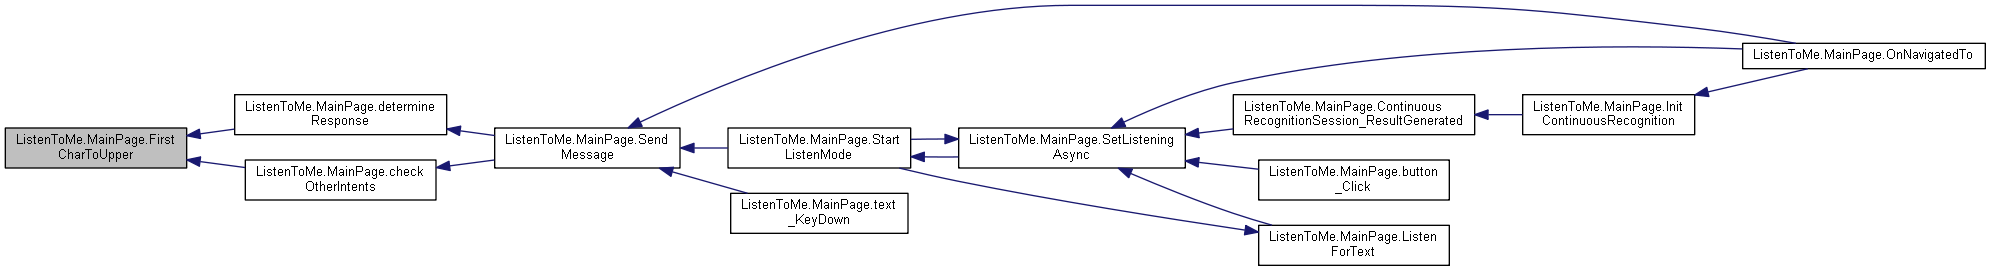 ListenToMe.MainPage.First
CharToUpper
ListenToMe.MainPage.determine
Response
ListenToMe.MainPage.check
OtherIntents
ListenToMe.MainPage.Send
Message
ListenToMe.MainPage.Start
ListenMode
ListenToMe.MainPage.text
_KeyDown
ListenToMe.MainPage.SetListening
Async
ListenToMe.MainPage.Continuous
RecognitionSession_ResultGenerated
ListenToMe.MainPage.button
_Click
ListenToMe.MainPage.Listen
ForText
ListenToMe.MainPage.Init
ContinuousRecognition
ListenToMe.MainPage.OnNavigatedTo